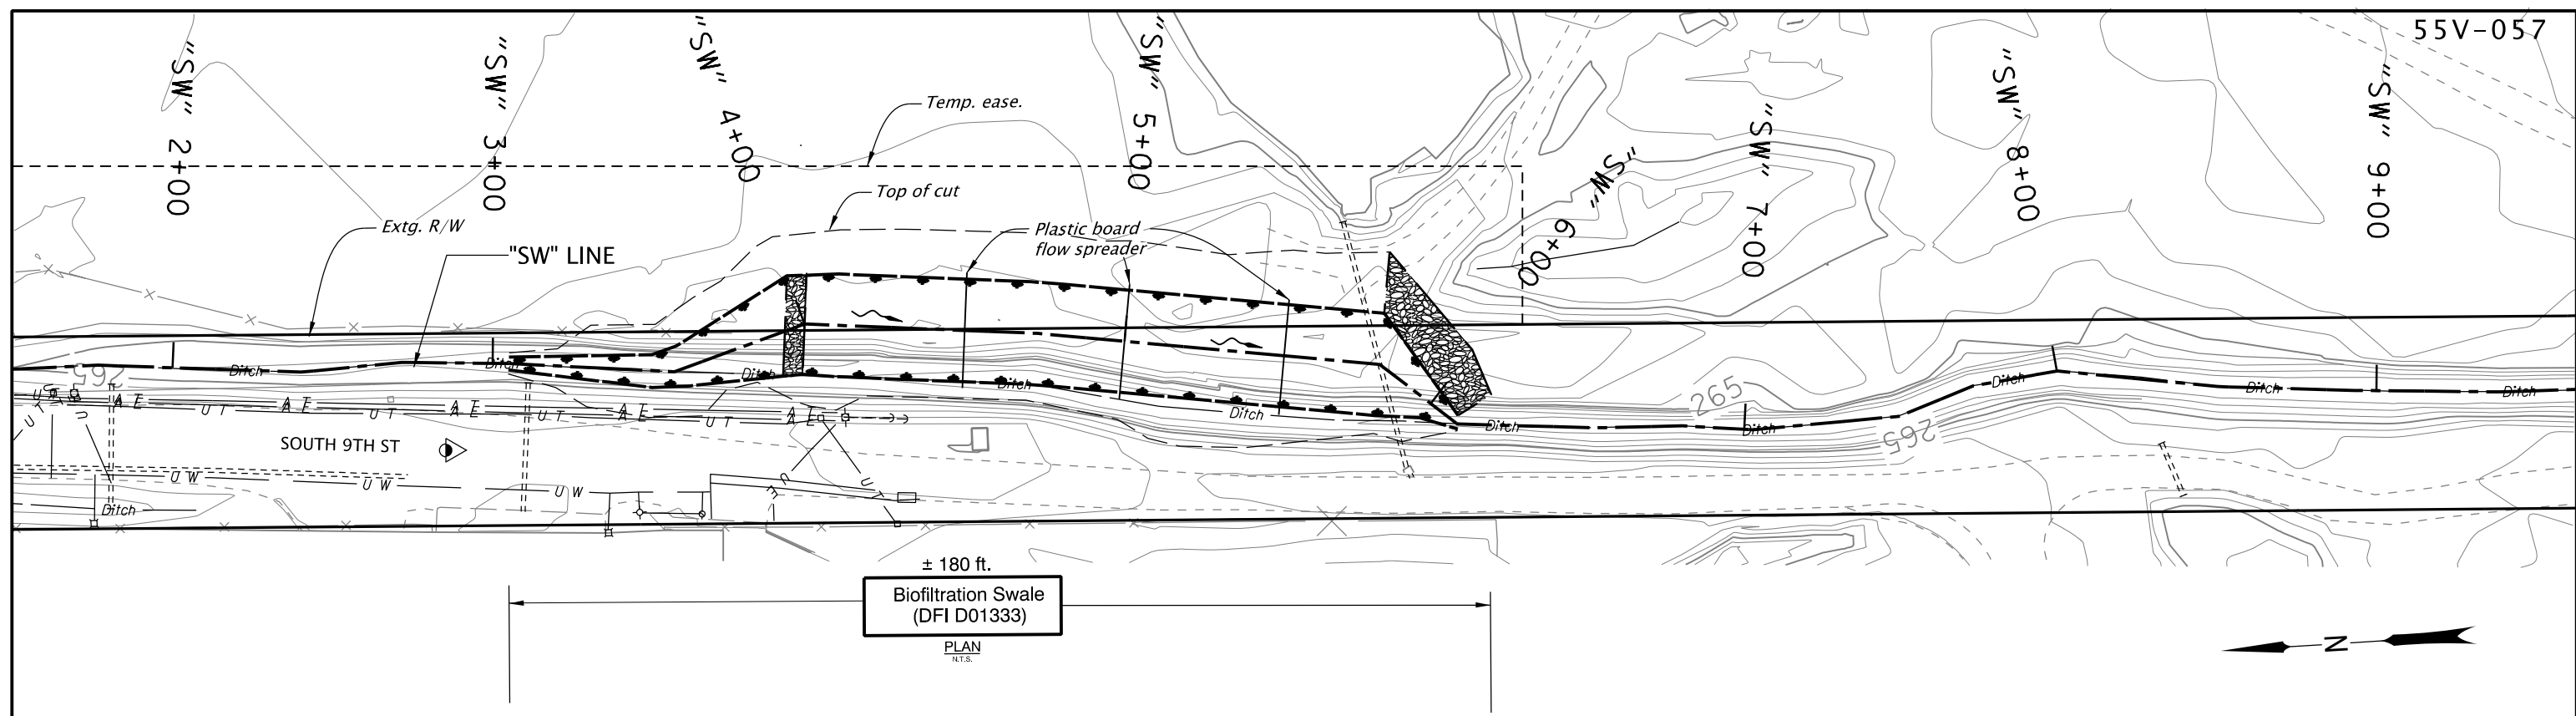 55V-057
"SW" 2+00
"SW" 3+00
"SW" 4+00
"SW" 5+00
"SW" 6+00
"SW" 7+00
"SW" 8+00
"SW" 9+00
Temp. ease.
Top of cut
Extg. R/W
"SW" LINE
Plastic board
flow spreader
265
Ditch
Ditch
Ditch
Ditch
Ditch
Ditch
Ditch
Ditch
Ditch
Ditch
265
265
U T
A E
U T
A E
U T
A E
U T
A E
U T
A E
SOUTH 9TH ST
U W
U W
U W
Ditch
U E
U T
± 180 ft.
Biofiltration Swale
(DFI D01333)
PLAN
N.T.S.
N